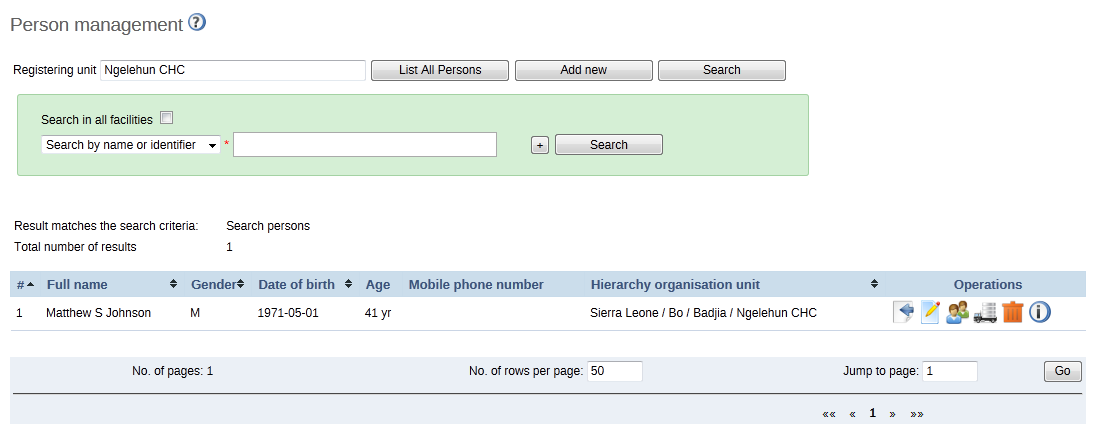 Person management ?
Registering unit Ngelehun CHC List All Persons Add new Search
Search in all facilities
Search by name or identifier * + Search
Result matches the search criteria: Search persons
Total number of results 1
# Full name Gender Date of birth Age Mobile phone number Hierarchy organisation unit Operations
1 Matthew S Johnson M 1971-05-01 41 yr Sierra Leone / Bo / Badjia / Ngelehun CHC i
No. of pages: 1 No. of rows per page: 50 Jump to page: 1 Go
«« « 1 » »»